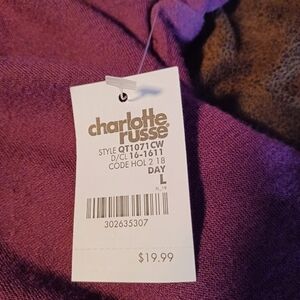 charlotte
russe
STYLE QT1071CW
D/CL 16-1611
CODE HOL 2 18
DAY
L
302635307
$19.99